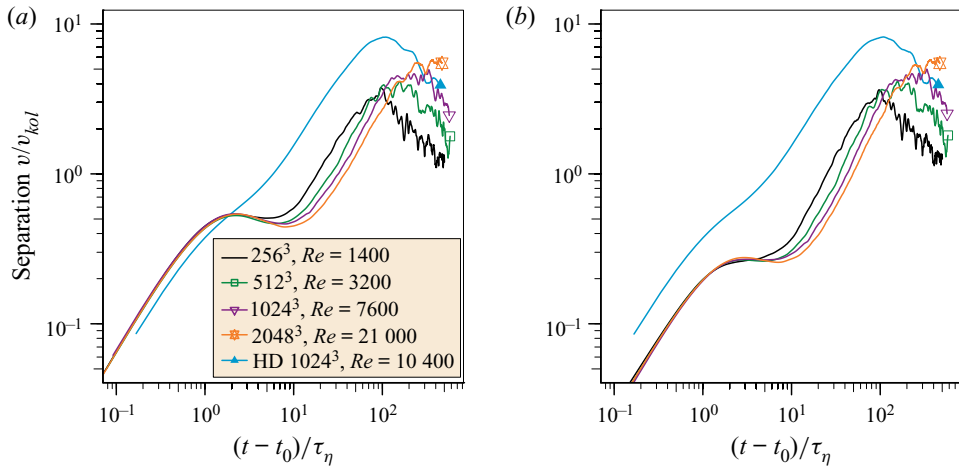 (a)
(b)
10¹
10⁰
10⁻¹
Separation v/v_kol
256³, Re = 1400
512³, Re = 3200
1024³, Re = 7600
2048³, Re = 21 000
HD 1024³, Re = 10 400
10⁻¹ 10⁰ 10¹ 10²
(t − t₀)/τ_η
10¹
10⁰
10⁻¹
10⁻¹ 10⁰ 10¹ 10²
(t − t₀)/τ_η